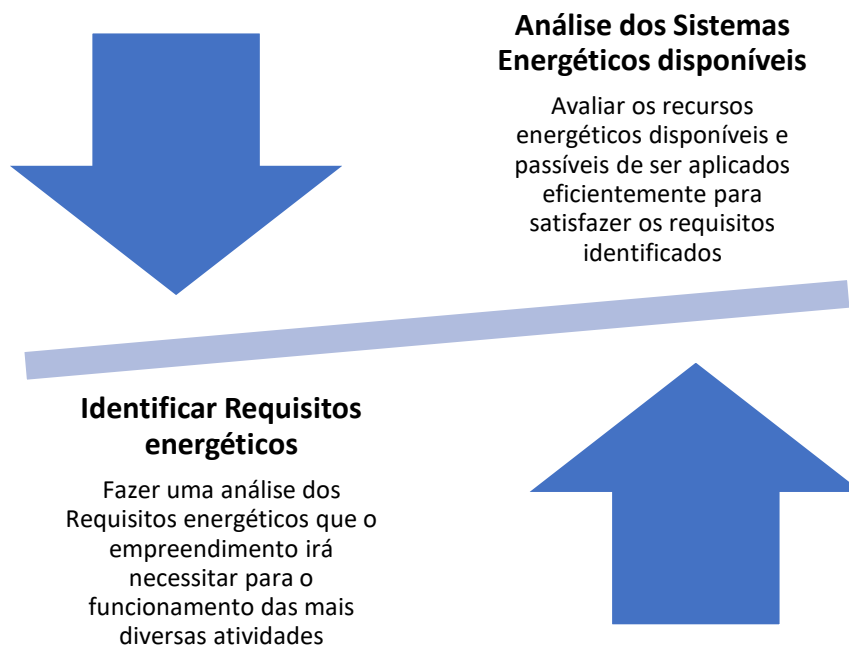 Análise dos Sistemas
Energéticos disponíveis
Avaliar os recursos
energéticos disponíveis e
passíveis de ser aplicados
eficientemente para
satisfazer os requisitos
identificados
Identificar Requisitos
energéticos
Fazer uma análise dos
Requisitos energéticos que o
empreendimento irá
necessitar para o
funcionamento das mais
diversas atividades